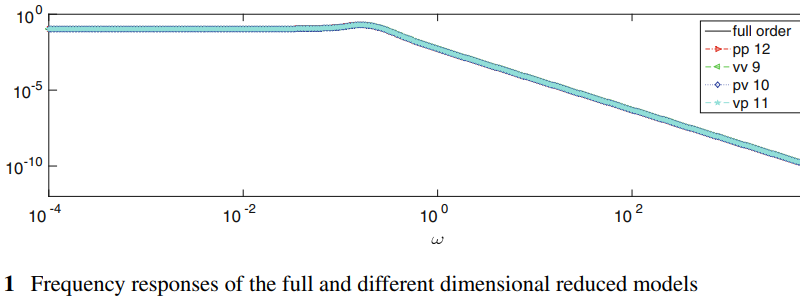 10^0
full order
pp 12
vv 9
pv 10
vp 11
10^-5
10^-10
10^-4 10^-2 10^0 10^2
ω
1 Frequency responses of the full and different dimensional reduced models